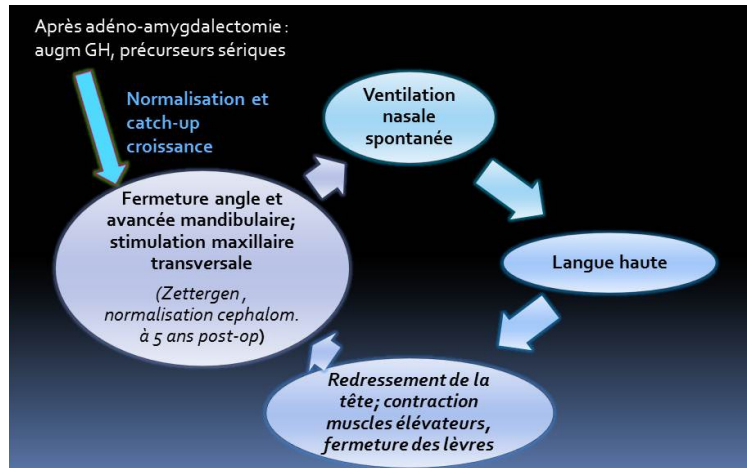 Après adéno-amygdalectomie :
augm GH, précurseurs sériques
Normalisation et
catch-up
croissance
Ventilation
nasale
spontanée
Fermeture angle et
avancée mandibulaire;
stimulation maxillaire
transversale
(Zettergen ,
normalisation cephalom.
à 5 ans post-op)
Langue haute
Redressement de la
tête; contraction
muscles élévateurs,
fermeture des lèvres